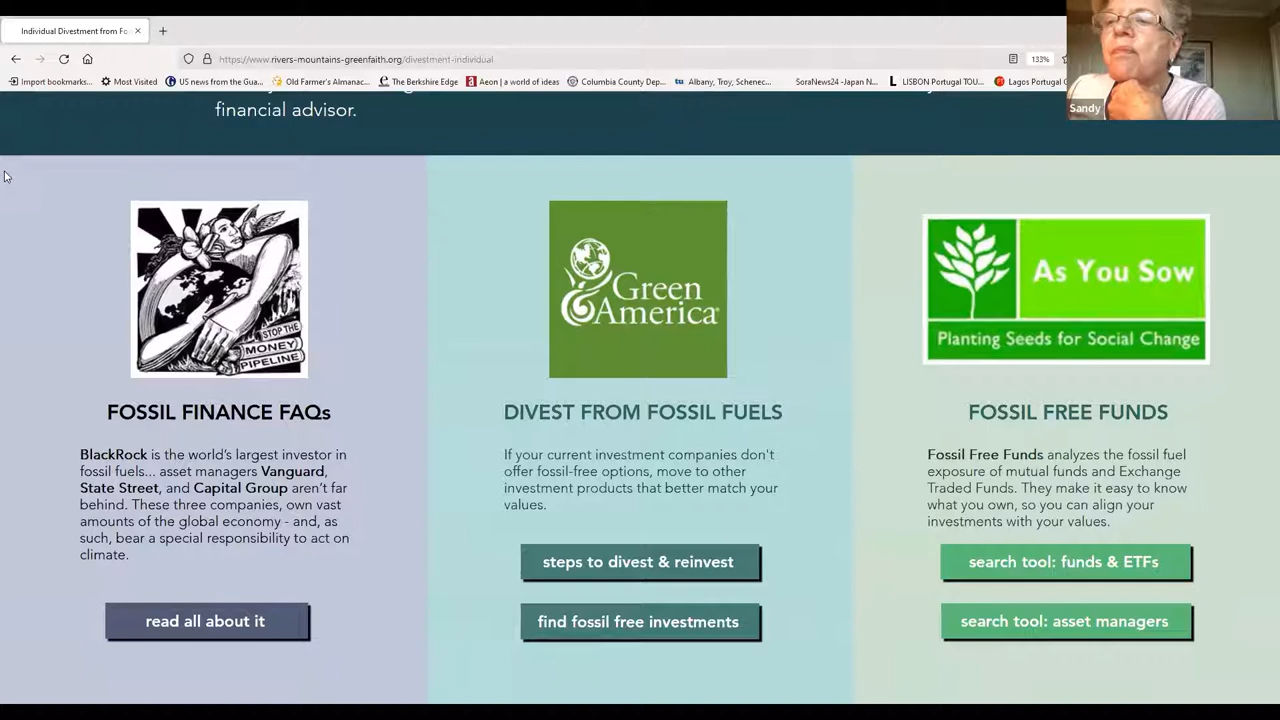 Individual Divestment from Fo
https://www.rivers-mountains-greenfaith.org/divestment-individual
133%
Import bookmarks...
Most Visited
US news from the Gua...
Old Farmer's Almanac...
The Berkshire Edge
Aeon | a world of ideas
Columbia County Dep...
Albany, Troy, Schenec...
SoraNews24 -Japan N...
LISBON Portugal TOU...
Lagos Portugal
Sandy
financial advisor.
STOP THE
MONEY
PIPELINE
Green
America
As You Sow
Planting Seeds for Social Change
FOSSIL FINANCE FAQs
BlackRock is the world's largest investor in
fossil fuels... asset managers Vanguard,
State Street, and Capital Group aren't far
behind. These three companies, own vast
amounts of the global economy - and, as
such, bear a special responsibility to act on
climate.
read all about it
DIVEST FROM FOSSIL FUELS
If your current investment companies don't
offer fossil-free options, move to other
investment products that better match your
values.
steps to divest & reinvest
find fossil free investments
FOSSIL FREE FUNDS
Fossil Free Funds analyzes the fossil fuel
exposure of mutual funds and Exchange
Traded Funds. They make it easy to know
what you own, so you can align your
investments with your values.
search tool: funds & ETFs
search tool: asset managers